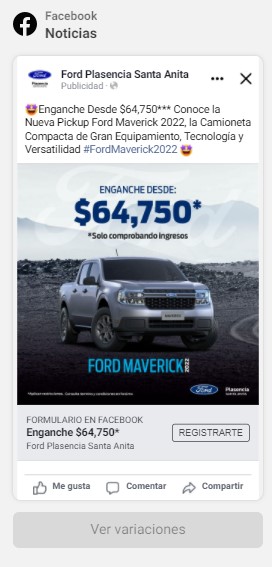 Facebook
Noticias
Ford Plasencia Santa Anita
Publicidad ·
Enganche Desde $64,750*** Conoce la
Nueva Pickup Ford Maverick 2022, la Camioneta
Compacta de Gran Equipamiento, Tecnología y
Versatilidad #FordMaverick2022
ENGANCHE DESDE:
$64,750*
*Solo comprobando ingresos
FORD MAVERICK 2022
Ford
Plasencia
FORMULARIO EN FACEBOOK
Enganche $64,750*
Ford Plasencia Santa Anita
REGISTRARTE
Me gusta
Comentar
Compartir
Ver variaciones